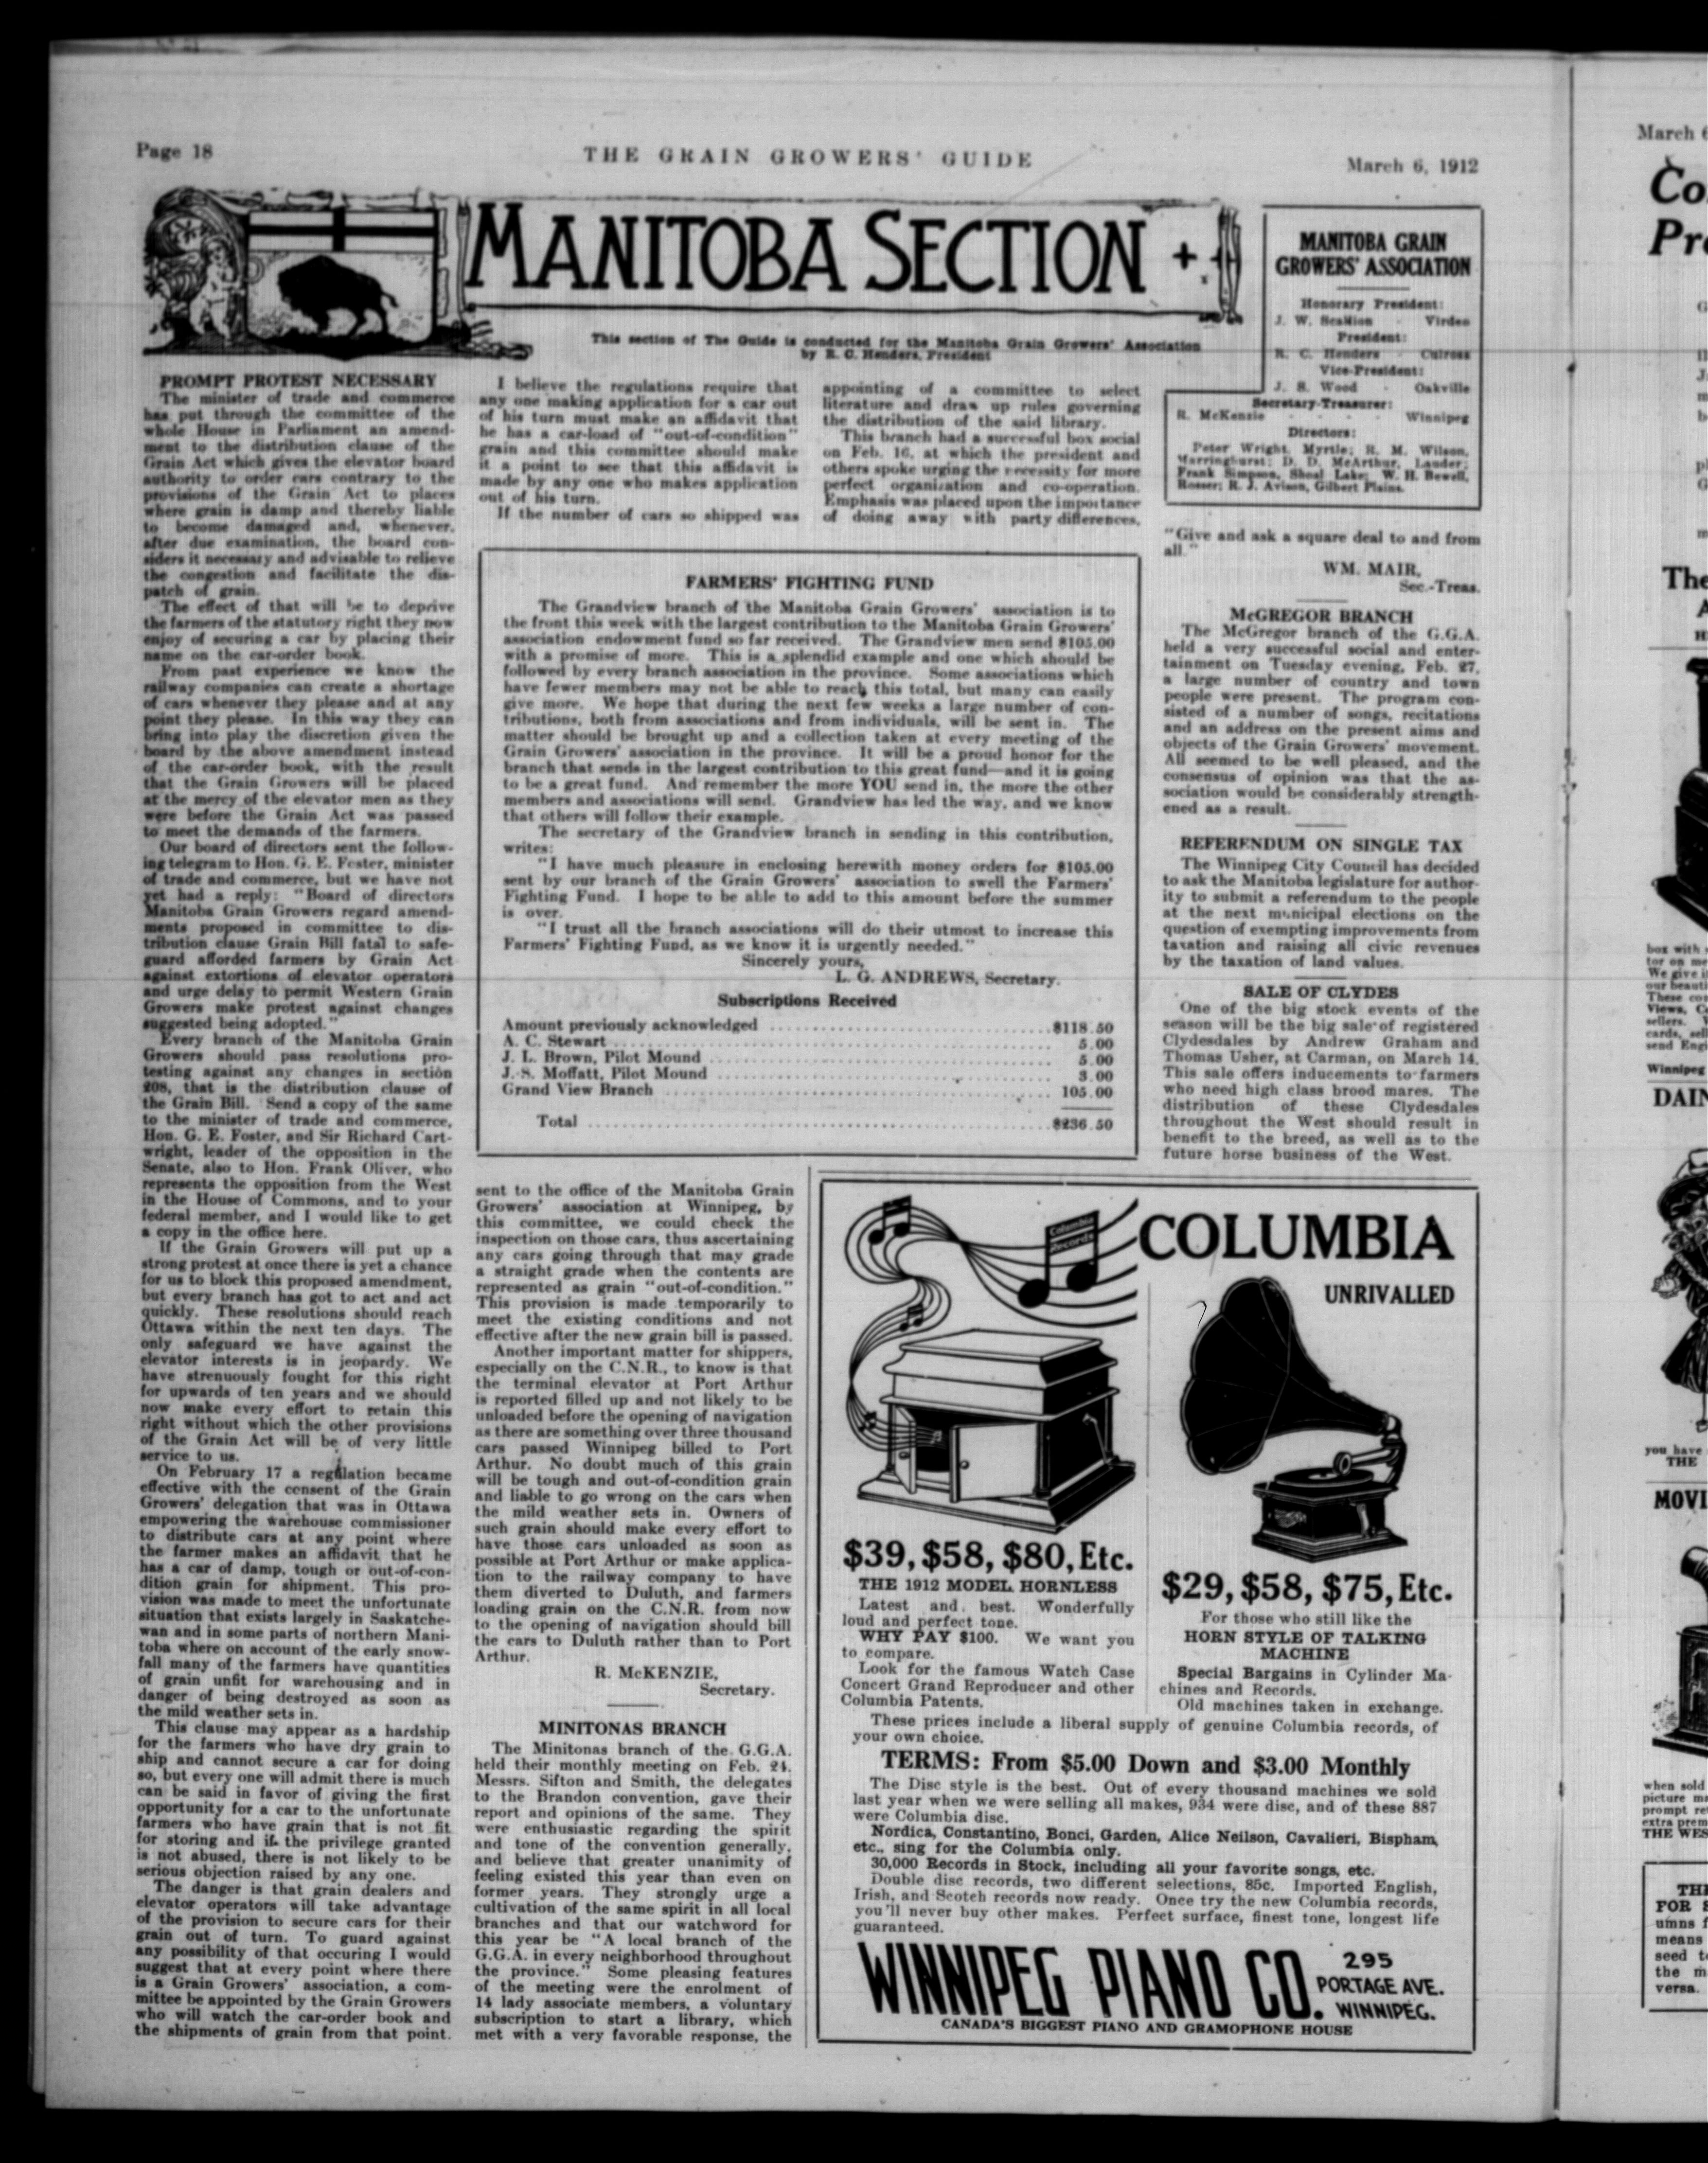 Page 18
THE GRAIN GROWERS' GUIDE
March 6, 1912
MANITOBA SECTION
This section of The Guide is conducted for the Manitoba Grain Growers' Association
by R. C. Henders, President
MANITOBA GRAIN
GROWERS' ASSOCIATION
Honorary President:
J. W. Scallion - Virden
President:
R. C. Henders - Culross
Vice-President:
J. S. Wood - Oakville
Secretary-Treasurer:
R. McKenzie - - - - Winnipeg
Directors:
Peter Wright, Myrtle; R. M. Wilson,
Marringhurst; D. D. McArthur, Lauder;
Frank Simpson, Shoal Lake; W. H. Bewell,
Rosser; R. J. Avison, Gilbert Plains.
PROMPT PROTEST NECESSARY
The minister of trade and commerce
has put through the committee of the
whole House in Parliament an amend-
ment to the distribution clause of the
Grain Act which gives the elevator board
authority to order cars contrary to the
provisions of the Grain Act to places
where grain is damp and thereby liable
to become damaged and, whenever,
after due examination, the board con-
siders it necessary and advisable to relieve
the congestion and facilitate the dis-
patch of grain.
The effect of that will be to deprive
the farmers of the statutory right they now
enjoy of securing a car by placing their
name on the car-order book.
From past experience we know the
railway companies can create a shortage
of cars whenever they please and at any
point they please. In this way they can
bring into play the discretion given the
board by the above amendment instead
of the car-order book, with the result
that the Grain Growers will be placed
at the mercy of the elevator men as they
were before the Grain Act was passed
to meet the demands of the farmers.
Our board of directors sent the follow-
ing telegram to Hon. G. E. Foster, minister
of trade and commerce, but we have not
yet had a reply: "Board of directors
Manitoba Grain Growers regard amend-
ments proposed in committee to dis-
tribution clause Grain Bill fatal to safe-
guard afforded farmers by Grain Act
against extortions of elevator operators
and urge delay to permit Western Grain
Growers make protest against changes
suggested being adopted."
Every branch of the Manitoba Grain
Growers should pass resolutions pro-
testing against any changes in section
208, that is the distribution clause of
the Grain Bill. Send a copy of the same
to the minister of trade and commerce,
Hon. G. E. Foster, and Sir Richard Cart-
wright, leader of the opposition in the
Senate, also to Hon. Frank Oliver, who
represents the opposition from the West
in the House of Commons, and to your
federal member, and I would like to get
a copy in the office here.
If the Grain Growers will put up a
strong protest at once there is yet a chance
for us to block this proposed amendment,
but every branch has got to act and act
quickly. These resolutions should reach
Ottawa within the next ten days. The
only safeguard we have against the
elevator interests is in jeopardy. We
have strenuously fought for this right
for upwards of ten years and we should
now make every effort to retain this
right without which the other provisions
of the Grain Act will be of very little
service to us.
On February 17 a regulation became
effective with the consent of the Grain
Growers' delegation that was in Ottawa
empowering the warehouse commissioner
to distribute cars at any point where
the farmer makes an affidavit that he
has a car of damp, tough or out-of-con-
dition grain for shipment. This pro-
vision was made to meet the unfortunate
situation that exists largely in Saskatche-
wan and in some parts of northern Mani-
toba where on account of the early snow-
fall many of the farmers have quantities
of grain unfit for warehousing and in
danger of being destroyed as soon as
the mild weather sets in.
This clause may appear as a hardship
for the farmers who have dry grain to
ship and cannot secure a car for doing
so, but every one will admit there is much
can be said in favor of giving the first
opportunity for a car to the unfortunate
farmers who have grain that is not fit
for storing and if the privilege granted
is not abused, there is not likely to be
serious objection raised by any one.
The danger is that grain dealers and
elevator operators will take advantage
of the provision to secure cars for their
grain out of turn. To guard against
any possibility of that occuring I would
suggest that at every point where there
is a Grain Growers' association, a com-
mittee be appointed by the Grain Growers
who will watch the car-order book and
the shipments of grain from that point.
I believe the regulations require that
any one making application for a car out
of his turn must make an affidavit that
he has a car-load of "out-of-condition"
grain and this committee should make
it a point to see that this affidavit is
made by any one who makes application
out of his turn.
If the number of cars so shipped was
sent to the office of the Manitoba Grain
Growers' association at Winnipeg, by
this committee, we could check the
inspection on those cars, thus ascertaining
any cars going through that may grade
a straight grade when the contents are
represented as grain "out-of-condition."
This provision is made temporarily to
meet the existing conditions and not
effective after the new grain bill is passed.
Another important matter for shippers,
especially on the C.N.R., to know is that
the terminal elevator at Port Arthur
is reported filled up and not likely to be
unloaded before the opening of navigation
as there are something over three thousand
cars passed Winnipeg billed to Port
Arthur. No doubt much of this grain
will be tough and out-of-condition grain
and liable to go wrong on the cars when
the mild weather sets in. Owners of
such grain should make every effort to
have those cars unloaded as soon as
possible at Port Arthur or make applica-
tion to the railway company to have
them diverted to Duluth, and farmers
loading grain on the C.N.R. from now
to the opening of navigation should bill
the cars to Duluth rather than to Port
Arthur.
R. McKENZIE,
Secretary.
MINITONAS BRANCH
The Minitonas branch of the G.G.A.
held their monthly meeting on Feb. 24.
Messrs. Sifton and Smith, the delegates
to the Brandon convention, gave their
report and opinions of the same. They
were enthusiastic regarding the spirit
and tone of the convention generally,
and believe that greater unanimity of
feeling existed this year than even on
former years. They strongly urge a
cultivation of the same spirit in all local
branches and that our watchword for
this year be "A local branch of the
G.G.A. in every neighborhood throughout
the province." Some pleasing features
of the meeting were the enrolment of
14 lady associate members, a voluntary
subscription to start a library, which
met with a very favorable response, the
appointing of a committee to select
literature and draw up rules governing
the distribution of the said library.
This branch had a successful box social
on Feb. 16, at which the president and
others spoke urging the necessity for more
perfect organization and co-operation.
Emphasis was placed upon the importance
of doing away with party differences,
"Give and ask a square deal to and from
all."
WM. MAIR,
Sec.-Treas.
FARMERS' FIGHTING FUND
The Grandview branch of the Manitoba Grain Growers' association is to
the front this week with the largest contribution to the Manitoba Grain Growers'
association endowment fund so far received. The Grandview men send $105.00
with a promise of more. This is a splendid example and one which should be
followed by every branch association in the province. Some associations which
have fewer members may not be able to reach this total, but many can easily
give more. We hope that during the next few weeks a large number of con-
tributions, both from associations and from individuals, will be sent in. The
matter should be brought up and a collection taken at every meeting of the
Grain Growers' association in the province. It will be a proud honor for the
branch that sends in the largest contribution to this great fund—and it is going
to be a great fund. And remember the more YOU send in, the more the other
members and associations will send. Grandview has led the way, and we know
that others will follow their example.
The secretary of the Grandview branch in sending in this contribution,
writes:
"I have much pleasure in enclosing herewith money orders for $105.00
sent by our branch of the Grain Growers' association to swell the Farmers'
Fighting Fund. I hope to be able to add to this amount before the summer
is over.
"I trust all the branch associations will do their utmost to increase this
Farmers' Fighting Fund, as we know it is urgently needed."
Sincerely yours,
L. G. ANDREWS, Secretary.
Subscriptions Received
Amount previously acknowledged ........ $118.50
A. C. Stewart ........ 5.00
J. L. Brown, Pilot Mound ........ 5.00
J. S. Moffatt, Pilot Mound ........ 3.00
Grand View Branch ........ 105.00
Total ........ $236.50
McGREGOR BRANCH
The McGregor branch of the G.G.A.
held a very successful social and enter-
tainment on Tuesday evening, Feb. 27,
a large number of country and town
people were present. The program con-
sisted of a number of songs, recitations
and an address on the present aims and
objects of the Grain Growers' movement.
All seemed to be well pleased, and the
consensus of opinion was that the as-
sociation would be considerably strength-
ened as a result.
REFERENDUM ON SINGLE TAX
The Winnipeg City Council has decided
to ask the Manitoba legislature for author-
ity to submit a referendum to the people
at the next municipal elections on the
question of exempting improvements from
taxation and raising all civic revenues
by the taxation of land values.
SALE OF CLYDES
One of the big stock events of the
season will be the big sale of registered
Clydesdales by Andrew Graham and
Thomas Usher, at Carman, on March 14.
This sale offers inducements to farmers
who need high class brood mares. The
distribution of these Clydesdales
throughout the West should result in
benefit to the breed, as well as to the
future horse business of the West.
Columbia
Records
COLUMBIA
UNRIVALLED
$39, $58, $80, Etc.
THE 1912 MODEL HORNLESS
Latest and best. Wonderfully
loud and perfect tone.
WHY PAY $100. We want you
to compare.
Look for the famous Watch Case
Concert Grand Reproducer and other
Columbia Patents.
$29, $58, $75, Etc.
For those who still like the
HORN STYLE OF TALKING
MACHINE
Special Bargains in Cylinder Ma-
chines and Records.
Old machines taken in exchange.
These prices include a liberal supply of genuine Columbia records, of
your own choice.
TERMS: From $5.00 Down and $3.00 Monthly
The Disc style is the best. Out of every thousand machines we sold
last year when we were selling all makes, 934 were disc, and of these 887
were Columbia disc.
Nordica, Constantino, Bonci, Garden, Alice Neilson, Cavalieri, Bispham,
etc., sing for the Columbia only.
30,000 Records in Stock, including all your favorite songs, etc.
Double disc records, two different selections, 85c. Imported English,
Irish, and Scotch records now ready. Once try the new Columbia records,
you'll never buy other makes. Perfect surface, finest tone, longest life
guaranteed.
WINNIPEG PIANO CO.
295
PORTAGE AVE.
WINNIPEG.
CANADA'S BIGGEST PIANO AND GRAMOPHONE HOUSE
March
Co
Pr
The
box with
tor on me
We give i
our beauti
These co
Views, C
sellers.
cards, sell
send Engi
Winnipeg
DAIN
you have
THE
MOVI
when sold
picture ma
prompt re
extra prem
THE WES
THE
FOR S
umns f
means
seed t
the m
versa.